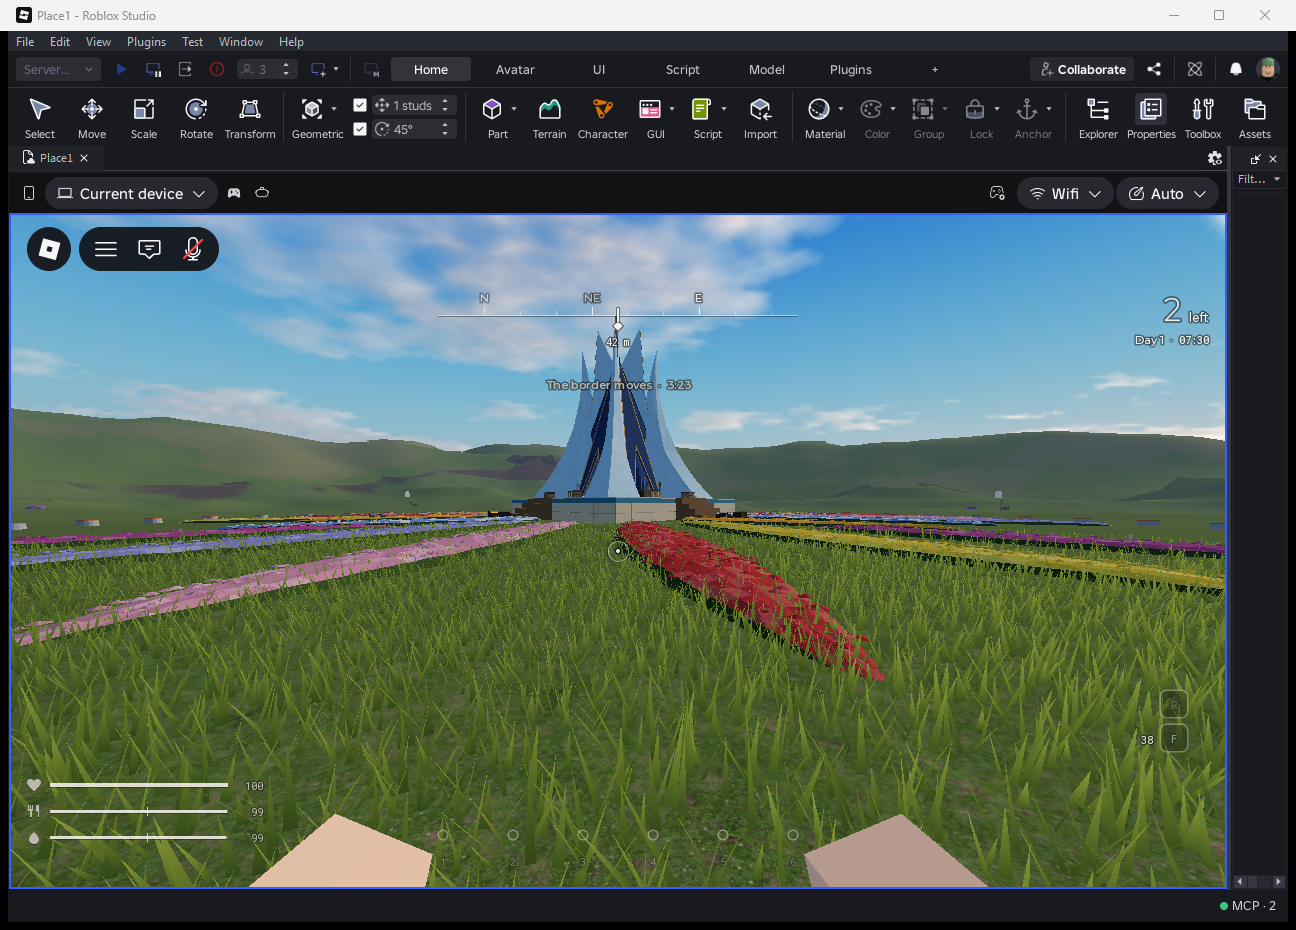 Place1 - Roblox Studio
File Edit View Plugins Test Window Help
Server... 3 Home Avatar UI Script Model Plugins + Collaborate
1 studs
45°
Select Move Scale Rotate Transform Geometric Part Terrain Character GUI Script Import Material Color Group Lock Anchor Explorer Properties Toolbox Assets
Place1
Filt...
Current device Wifi Auto
N NE E
2 left
42 m
Day1 · 07:30
The border moves · 3:23
R
38 F
100
99
99
1 2 3 4 5 6
MCP · 2